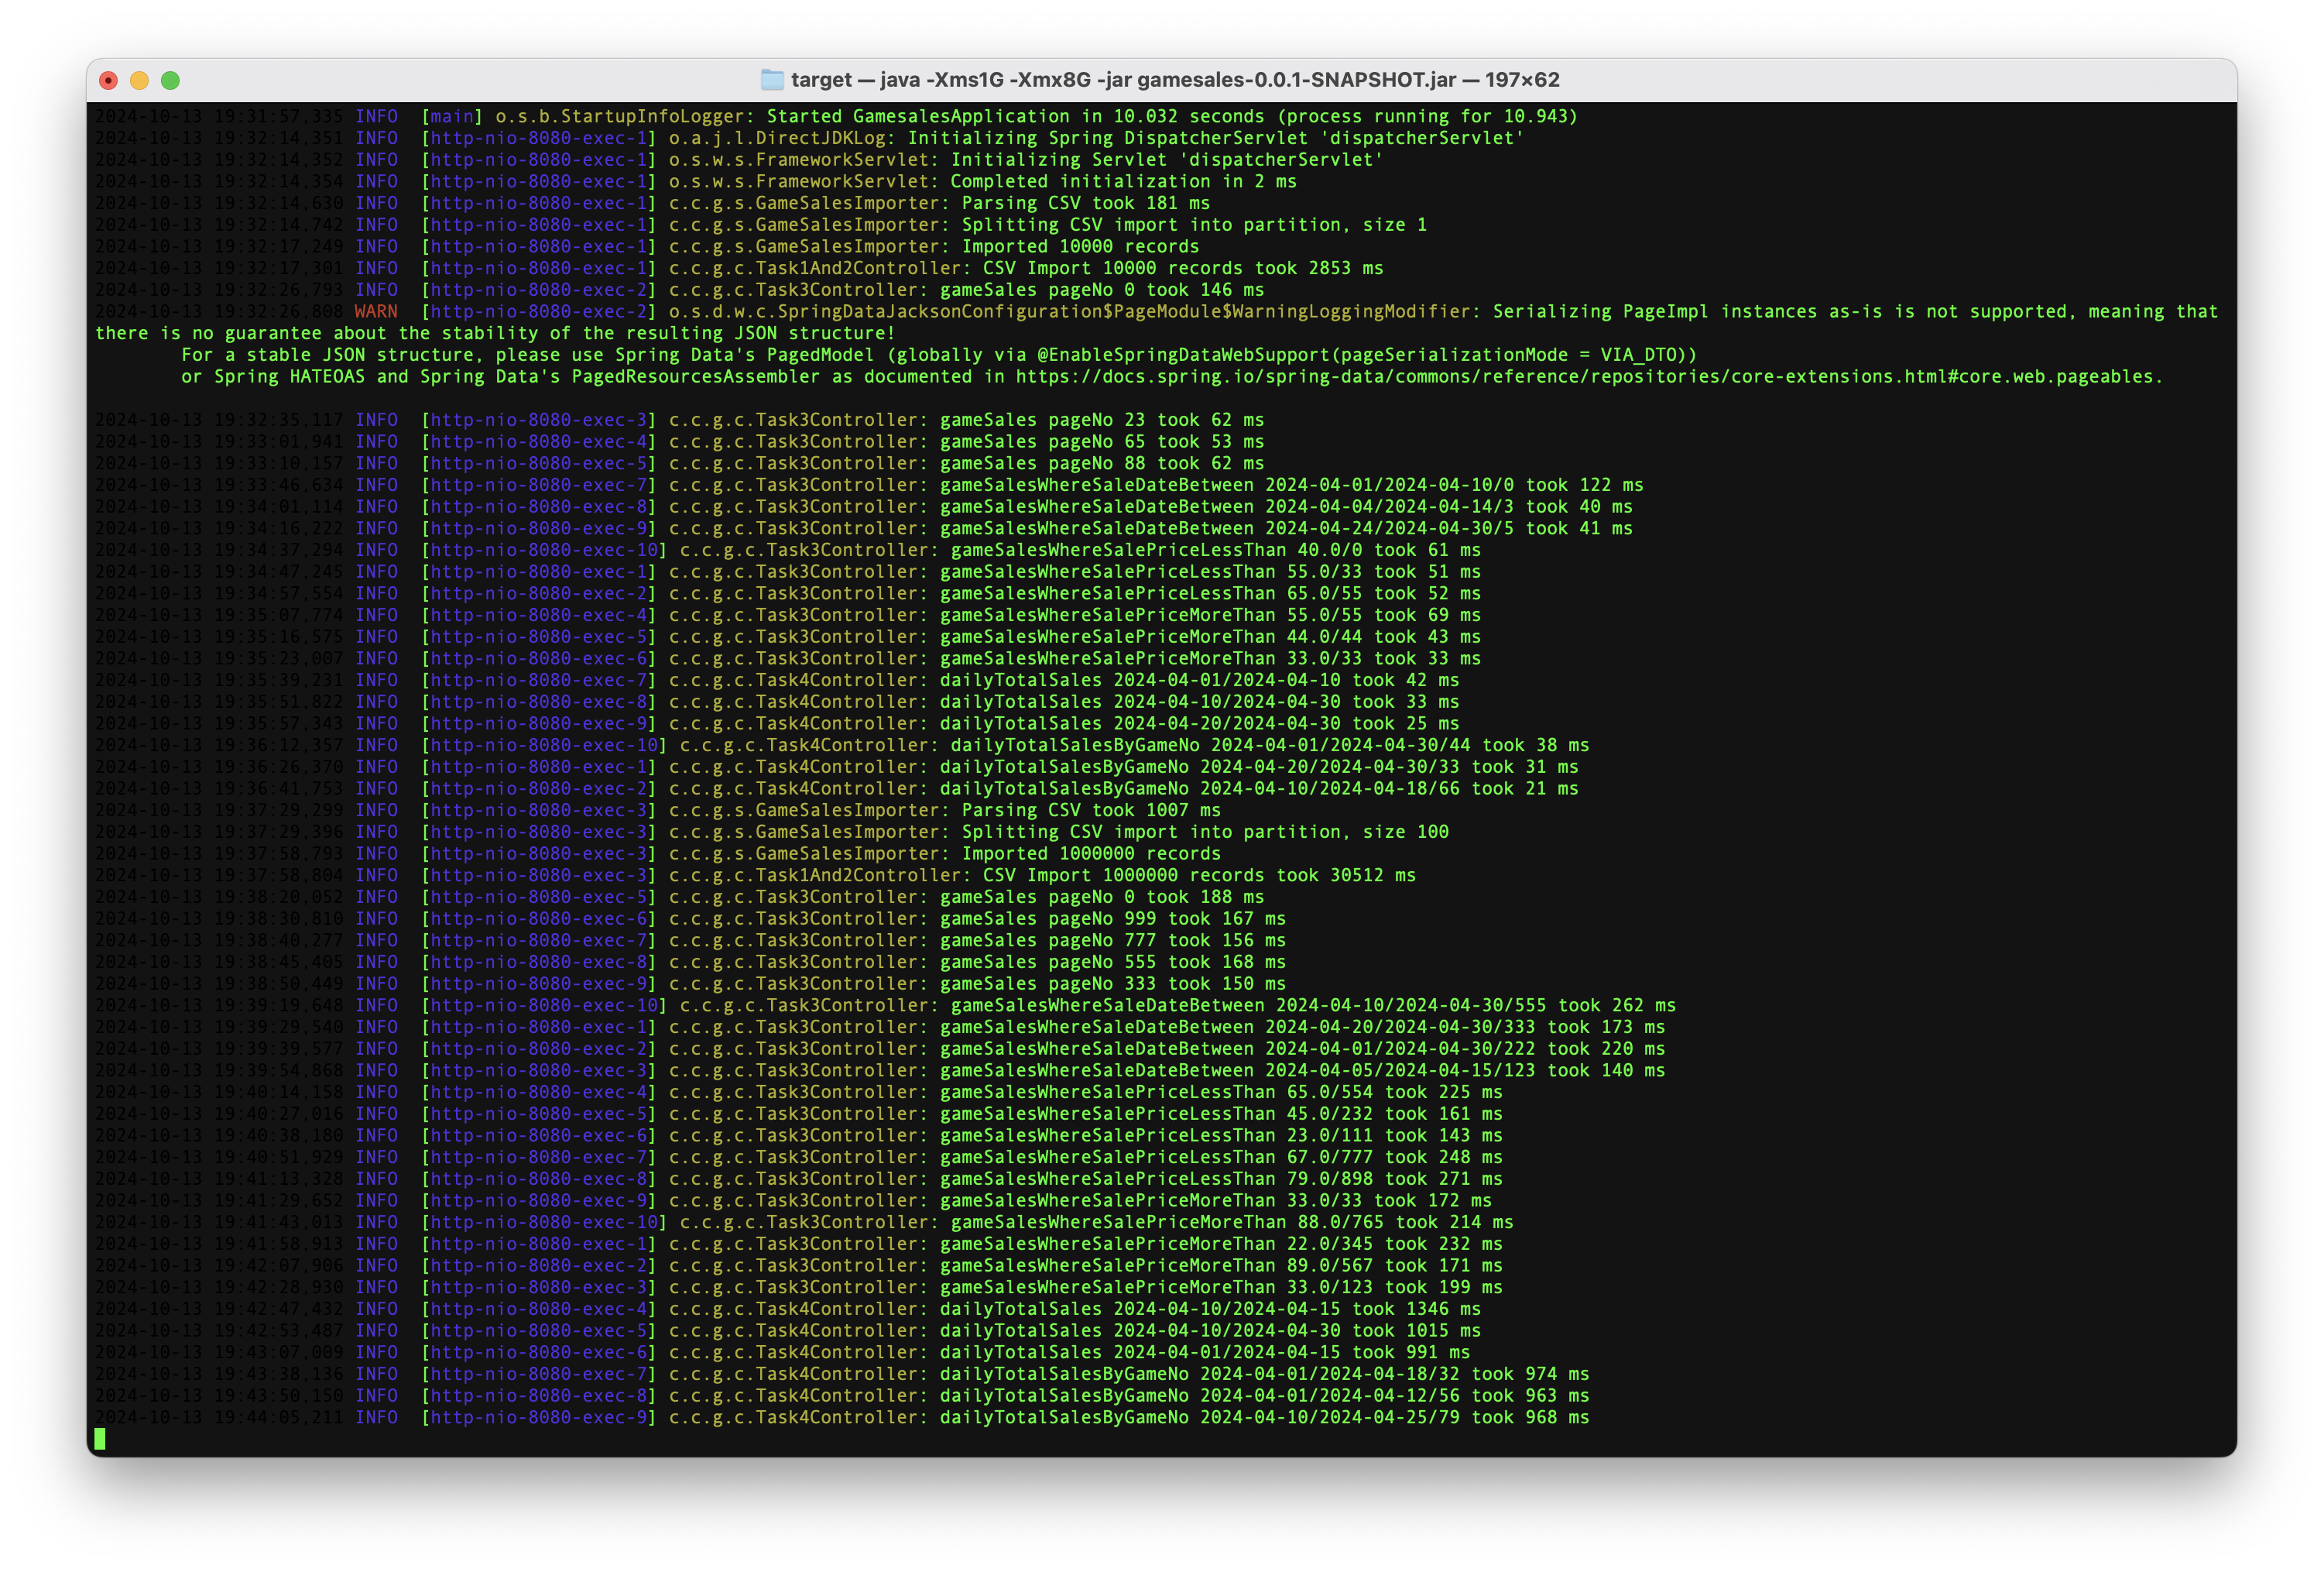 target — java -Xms1G -Xmx8G -jar gamesales-0.0.1-SNAPSHOT.jar — 197×62
2024-10-13 19:31:57,335 INFO  [main] o.s.b.StartupInfoLogger: Started GamesalesApplication in 10.032 seconds (process running for 10.943)
2024-10-13 19:32:14,351 INFO  [http-nio-8080-exec-1] o.a.j.l.DirectJDKLog: Initializing Spring DispatcherServlet 'dispatcherServlet'
2024-10-13 19:32:14,352 INFO  [http-nio-8080-exec-1] o.s.w.s.FrameworkServlet: Initializing Servlet 'dispatcherServlet'
2024-10-13 19:32:14,354 INFO  [http-nio-8080-exec-1] o.s.w.s.FrameworkServlet: Completed initialization in 2 ms
2024-10-13 19:32:14,630 INFO  [http-nio-8080-exec-1] c.c.g.s.GameSalesImporter: Parsing CSV took 181 ms
2024-10-13 19:32:14,742 INFO  [http-nio-8080-exec-1] c.c.g.s.GameSalesImporter: Splitting CSV import into partition, size 1
2024-10-13 19:32:17,249 INFO  [http-nio-8080-exec-1] c.c.g.s.GameSalesImporter: Imported 10000 records
2024-10-13 19:32:17,301 INFO  [http-nio-8080-exec-1] c.c.g.c.Task1And2Controller: CSV Import 10000 records took 2853 ms
2024-10-13 19:32:26,793 INFO  [http-nio-8080-exec-2] c.c.g.c.Task3Controller: gameSales pageNo 0 took 146 ms
2024-10-13 19:32:26,808 WARN  [http-nio-8080-exec-2] o.s.d.w.c.SpringDataJacksonConfiguration$PageModule$WarningLoggingModifier: Serializing PageImpl instances as-is is not supported, meaning that
there is no guarantee about the stability of the resulting JSON structure!
For a stable JSON structure, please use Spring Data's PagedModel (globally via @EnableSpringDataWebSupport(pageSerializationMode = VIA_DTO))
or Spring HATEOAS and Spring Data's PagedResourcesAssembler as documented in https://docs.spring.io/spring-data/commons/reference/repositories/core-extensions.html#core.web.pageables.
2024-10-13 19:32:35,117 INFO  [http-nio-8080-exec-3] c.c.g.c.Task3Controller: gameSales pageNo 23 took 62 ms
2024-10-13 19:33:01,941 INFO  [http-nio-8080-exec-4] c.c.g.c.Task3Controller: gameSales pageNo 65 took 53 ms
2024-10-13 19:33:10,157 INFO  [http-nio-8080-exec-5] c.c.g.c.Task3Controller: gameSales pageNo 88 took 62 ms
2024-10-13 19:33:46,634 INFO  [http-nio-8080-exec-7] c.c.g.c.Task3Controller: gameSalesWhereSaleDateBetween 2024-04-01/2024-04-10/0 took 122 ms
2024-10-13 19:34:01,114 INFO  [http-nio-8080-exec-8] c.c.g.c.Task3Controller: gameSalesWhereSaleDateBetween 2024-04-04/2024-04-14/3 took 40 ms
2024-10-13 19:34:16,222 INFO  [http-nio-8080-exec-9] c.c.g.c.Task3Controller: gameSalesWhereSaleDateBetween 2024-04-24/2024-04-30/5 took 41 ms
2024-10-13 19:34:37,294 INFO  [http-nio-8080-exec-10] c.c.g.c.Task3Controller: gameSalesWhereSalePriceLessThan 40.0/0 took 61 ms
2024-10-13 19:34:47,245 INFO  [http-nio-8080-exec-1] c.c.g.c.Task3Controller: gameSalesWhereSalePriceLessThan 55.0/33 took 51 ms
2024-10-13 19:34:57,554 INFO  [http-nio-8080-exec-2] c.c.g.c.Task3Controller: gameSalesWhereSalePriceLessThan 65.0/55 took 52 ms
2024-10-13 19:35:07,774 INFO  [http-nio-8080-exec-4] c.c.g.c.Task3Controller: gameSalesWhereSalePriceMoreThan 55.0/55 took 69 ms
2024-10-13 19:35:16,575 INFO  [http-nio-8080-exec-5] c.c.g.c.Task3Controller: gameSalesWhereSalePriceMoreThan 44.0/44 took 43 ms
2024-10-13 19:35:23,007 INFO  [http-nio-8080-exec-6] c.c.g.c.Task3Controller: gameSalesWhereSalePriceMoreThan 33.0/33 took 33 ms
2024-10-13 19:35:39,231 INFO  [http-nio-8080-exec-7] c.c.g.c.Task4Controller: dailyTotalSales 2024-04-01/2024-04-10 took 42 ms
2024-10-13 19:35:51,822 INFO  [http-nio-8080-exec-8] c.c.g.c.Task4Controller: dailyTotalSales 2024-04-10/2024-04-30 took 33 ms
2024-10-13 19:35:57,343 INFO  [http-nio-8080-exec-9] c.c.g.c.Task4Controller: dailyTotalSales 2024-04-20/2024-04-30 took 25 ms
2024-10-13 19:36:12,357 INFO  [http-nio-8080-exec-10] c.c.g.c.Task4Controller: dailyTotalSalesByGameNo 2024-04-01/2024-04-30/44 took 38 ms
2024-10-13 19:36:26,370 INFO  [http-nio-8080-exec-1] c.c.g.c.Task4Controller: dailyTotalSalesByGameNo 2024-04-20/2024-04-30/33 took 31 ms
2024-10-13 19:36:41,753 INFO  [http-nio-8080-exec-2] c.c.g.c.Task4Controller: dailyTotalSalesByGameNo 2024-04-10/2024-04-18/66 took 21 ms
2024-10-13 19:37:29,299 INFO  [http-nio-8080-exec-3] c.c.g.s.GameSalesImporter: Parsing CSV took 1007 ms
2024-10-13 19:37:29,396 INFO  [http-nio-8080-exec-3] c.c.g.s.GameSalesImporter: Splitting CSV import into partition, size 100
2024-10-13 19:37:58,793 INFO  [http-nio-8080-exec-3] c.c.g.s.GameSalesImporter: Imported 1000000 records
2024-10-13 19:37:58,804 INFO  [http-nio-8080-exec-3] c.c.g.c.Task1And2Controller: CSV Import 1000000 records took 30512 ms
2024-10-13 19:38:20,052 INFO  [http-nio-8080-exec-5] c.c.g.c.Task3Controller: gameSales pageNo 0 took 188 ms
2024-10-13 19:38:30,810 INFO  [http-nio-8080-exec-6] c.c.g.c.Task3Controller: gameSales pageNo 999 took 167 ms
2024-10-13 19:38:40,277 INFO  [http-nio-8080-exec-7] c.c.g.c.Task3Controller: gameSales pageNo 777 took 156 ms
2024-10-13 19:38:45,405 INFO  [http-nio-8080-exec-8] c.c.g.c.Task3Controller: gameSales pageNo 555 took 168 ms
2024-10-13 19:38:50,449 INFO  [http-nio-8080-exec-9] c.c.g.c.Task3Controller: gameSales pageNo 333 took 150 ms
2024-10-13 19:39:19,648 INFO  [http-nio-8080-exec-10] c.c.g.c.Task3Controller: gameSalesWhereSaleDateBetween 2024-04-10/2024-04-30/555 took 262 ms
2024-10-13 19:39:29,540 INFO  [http-nio-8080-exec-1] c.c.g.c.Task3Controller: gameSalesWhereSaleDateBetween 2024-04-20/2024-04-30/333 took 173 ms
2024-10-13 19:39:39,577 INFO  [http-nio-8080-exec-2] c.c.g.c.Task3Controller: gameSalesWhereSaleDateBetween 2024-04-01/2024-04-30/222 took 220 ms
2024-10-13 19:39:54,868 INFO  [http-nio-8080-exec-3] c.c.g.c.Task3Controller: gameSalesWhereSaleDateBetween 2024-04-05/2024-04-15/123 took 140 ms
2024-10-13 19:40:14,158 INFO  [http-nio-8080-exec-4] c.c.g.c.Task3Controller: gameSalesWhereSalePriceLessThan 65.0/554 took 225 ms
2024-10-13 19:40:27,016 INFO  [http-nio-8080-exec-5] c.c.g.c.Task3Controller: gameSalesWhereSalePriceLessThan 45.0/232 took 161 ms
2024-10-13 19:40:38,180 INFO  [http-nio-8080-exec-6] c.c.g.c.Task3Controller: gameSalesWhereSalePriceLessThan 23.0/111 took 143 ms
2024-10-13 19:40:51,929 INFO  [http-nio-8080-exec-7] c.c.g.c.Task3Controller: gameSalesWhereSalePriceLessThan 67.0/777 took 248 ms
2024-10-13 19:41:13,328 INFO  [http-nio-8080-exec-8] c.c.g.c.Task3Controller: gameSalesWhereSalePriceLessThan 79.0/898 took 271 ms
2024-10-13 19:41:29,652 INFO  [http-nio-8080-exec-9] c.c.g.c.Task3Controller: gameSalesWhereSalePriceMoreThan 33.0/33 took 172 ms
2024-10-13 19:41:43,013 INFO  [http-nio-8080-exec-10] c.c.g.c.Task3Controller: gameSalesWhereSalePriceMoreThan 88.0/765 took 214 ms
2024-10-13 19:41:58,913 INFO  [http-nio-8080-exec-1] c.c.g.c.Task3Controller: gameSalesWhereSalePriceMoreThan 22.0/345 took 232 ms
2024-10-13 19:42:07,906 INFO  [http-nio-8080-exec-2] c.c.g.c.Task3Controller: gameSalesWhereSalePriceMoreThan 89.0/567 took 171 ms
2024-10-13 19:42:28,930 INFO  [http-nio-8080-exec-3] c.c.g.c.Task3Controller: gameSalesWhereSalePriceMoreThan 33.0/123 took 199 ms
2024-10-13 19:42:47,432 INFO  [http-nio-8080-exec-4] c.c.g.c.Task4Controller: dailyTotalSales 2024-04-10/2024-04-15 took 1346 ms
2024-10-13 19:42:53,487 INFO  [http-nio-8080-exec-5] c.c.g.c.Task4Controller: dailyTotalSales 2024-04-10/2024-04-30 took 1015 ms
2024-10-13 19:43:07,009 INFO  [http-nio-8080-exec-6] c.c.g.c.Task4Controller: dailyTotalSales 2024-04-01/2024-04-15 took 991 ms
2024-10-13 19:43:38,136 INFO  [http-nio-8080-exec-7] c.c.g.c.Task4Controller: dailyTotalSalesByGameNo 2024-04-01/2024-04-18/32 took 974 ms
2024-10-13 19:43:50,150 INFO  [http-nio-8080-exec-8] c.c.g.c.Task4Controller: dailyTotalSalesByGameNo 2024-04-01/2024-04-12/56 took 963 ms
2024-10-13 19:44:05,211 INFO  [http-nio-8080-exec-9] c.c.g.c.Task4Controller: dailyTotalSalesByGameNo 2024-04-10/2024-04-25/79 took 968 ms